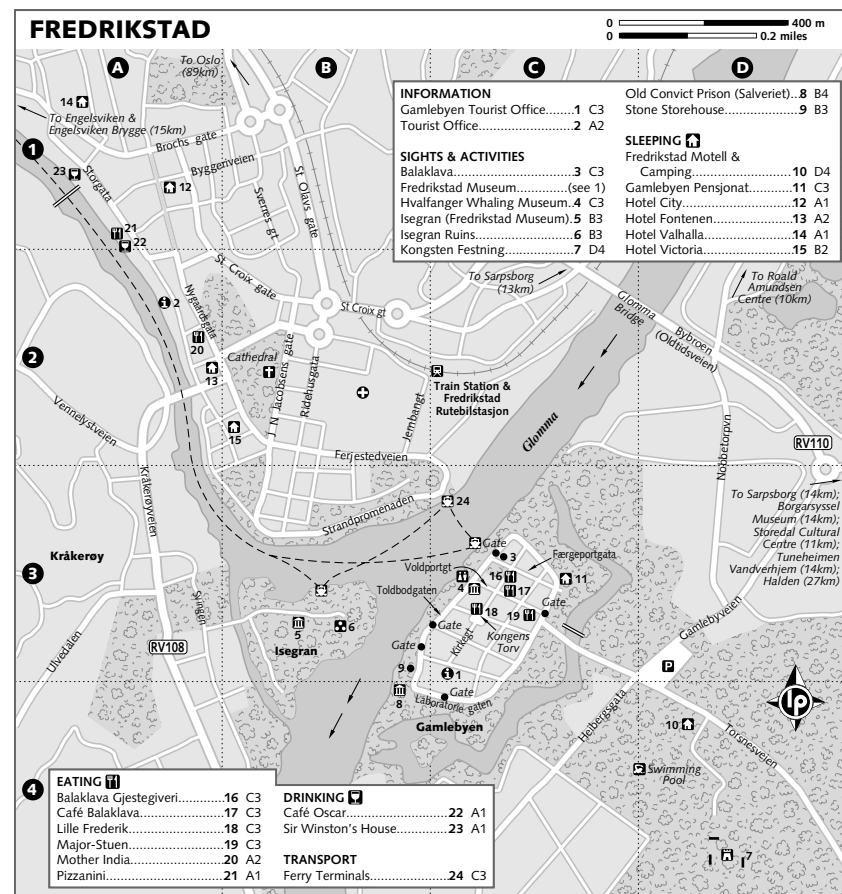 FREDRIKSTAD
0 400 m
0 0.2 miles
A
B
C
D
1
2
3
4
INFORMATION
Gamlebyen Tourist Office.....1 C3
Tourist Office.....2 A2
SIGHTS & ACTIVITIES
Balaklava.....3 C3
Fredrikstad Museum.....(see 1)
Hvalfanger Whaling Museum..4 C3
Isegran (Fredrikstad Museum).5 B3
Isegran Ruins.....6 B3
Kongsten Festning.....7 D4
Old Convict Prison (Salveriet)..8 B4
Stone Storehouse.....9 B3
SLEEPING
Fredrikstad Motell &
Camping.....10 D4
Gamlebyen Pensjonat.....11 C3
Hotel City.....12 A1
Hotel Fontenen.....13 A2
Hotel Valhalla.....14 A1
Hotel Victoria.....15 B2
To Oslo
(89km)
14
To Engelsviken &
Engelsviken Brygge (15km)
Brochs gate
Byggeriveien
23
Storgata
12
Sverres gt
St. Olavs gate
21
22
St. Croix gate
St Croix gt
2
Nygaardsgata
20
Cathedral
13
15
J N Jacobsens gate
Ridehusgata
Jernbanegt
Train Station &
Fredrikstad
Rutebilstasjon
To Sarpsborg
(13km)
Glomma
Bridge
Bybroen
(Oldtidsveien)
To Roald
Amundsen
Centre (10km)
Glomma
Vennelystveien
Kråkerøyveien
Ferjestedveien
Strandpromenaden
24
Nobbetorpvn
RV110
To Sarpsborg (14km);
Borgarsyssel
Museum (14km);
Storedal Cultural
Centre (11km);
Tuneheimen
Vandverhjem (14km);
Halden (27km)
Kråkerøy
Ulvedalen
Svingen
RV108
5
6
Isegran
Gate
3
Færgeportgata
Voldportgt
16
4
17
11
Toldbodgaten
18
19
Gate
Gate
Kirkegt
Kongens
Torv
Gate
9
1
Gate
8
Laboratorie gaten
Gamlebyen
Gamlebyveien
P
Heibergsgata
10
Torsnesveien
lp
Swimming
Pool
7
EATING
Balaklava Gjestegiveri.....16 C3
Café Balaklava.....17 C3
Lille Frederik.....18 C3
Major-Stuen.....19 C3
Mother India.....20 A2
Pizzanini.....21 A1
DRINKING
Café Oscar.....22 A1
Sir Winston's House.....23 A1
TRANSPORT
Ferry Terminals.....24 C3